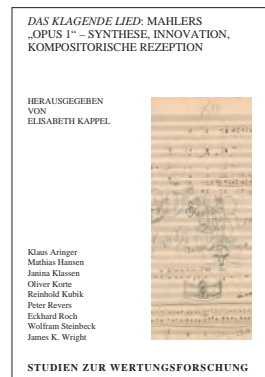 DAS KLAGENDE LIED: MAHLERS
„OPUS 1“ – SYNTHESE, INNOVATION,
KOMPOSITORISCHE REZEPTION
HERAUSGEGEBEN
VON
ELISABETH KAPPEL
Klaus Aringer
Mathias Hansen
Janina Klassen
Oliver Korte
Reinhold Kubik
Peter Revers
Eckhard Roch
Wolfram Steinbeck
James K. Wright
STUDIEN ZUR WERTUNGSFORSCHUNG